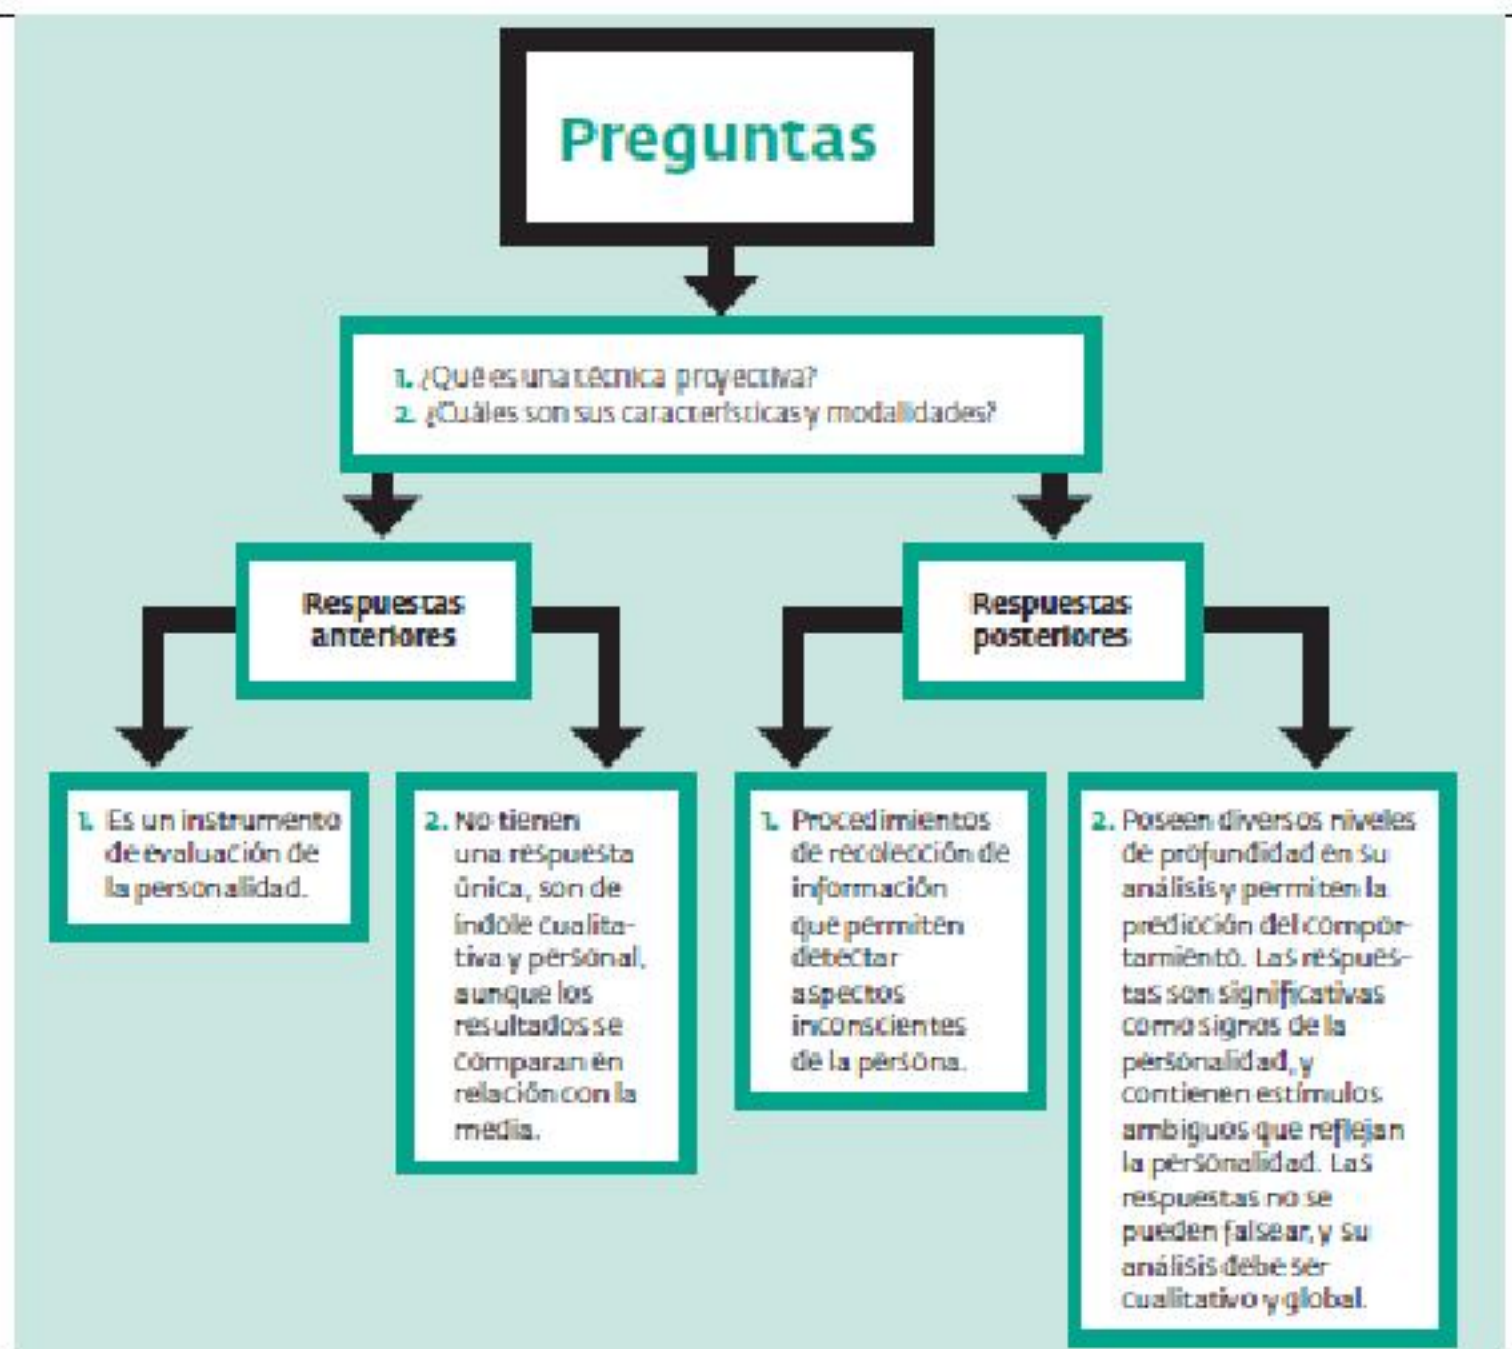 Preguntas
1. ¿Qué es una técnica proyectiva?
2. ¿Cuáles son sus características y modalidades?
Respuestas
anteriores
Respuestas
posteriores
1. Es un instrumento
de evaluación de
la personalidad.
2. No tienen
una respuesta
única, son de
índole cualita-
tiva y personal,
aunque los
resultados se
comparan en
relación con la
media.
1. Procedimientos
de recolección de
información
que permiten
detectar
aspectos
inconscientes
de la persona.
2. Poseen diversos niveles
de profundidad en su
análisis y permiten la
predicción del compor-
tamiento. Las respues-
tas son significativas
como signos de la
personalidad, y
contienen estímulos
ambiguos que reflejan
la personalidad. Las
respuestas no se
pueden falsear, y su
análisis debe ser
cualitativo y global.